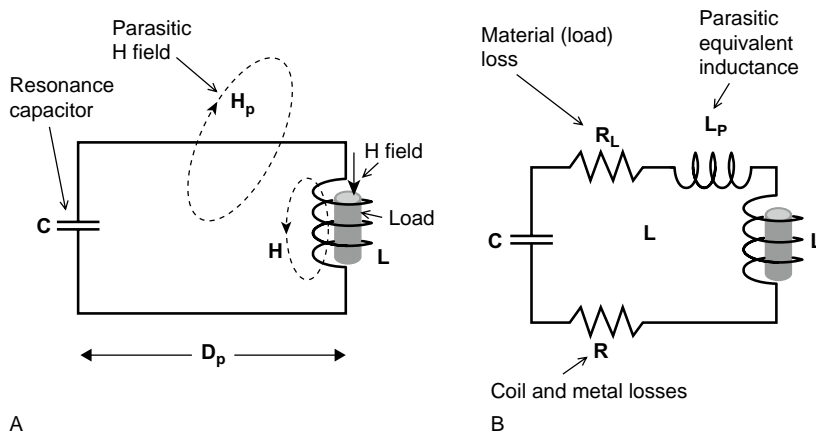 Parasitic
H field
Resonance
capacitor
Hp
H field
Load
C
H
L
Dp
A
Material (load)
loss
Parasitic
equivalent
inductance
LP
RL
C
L
L
R
Coil and metal losses
B